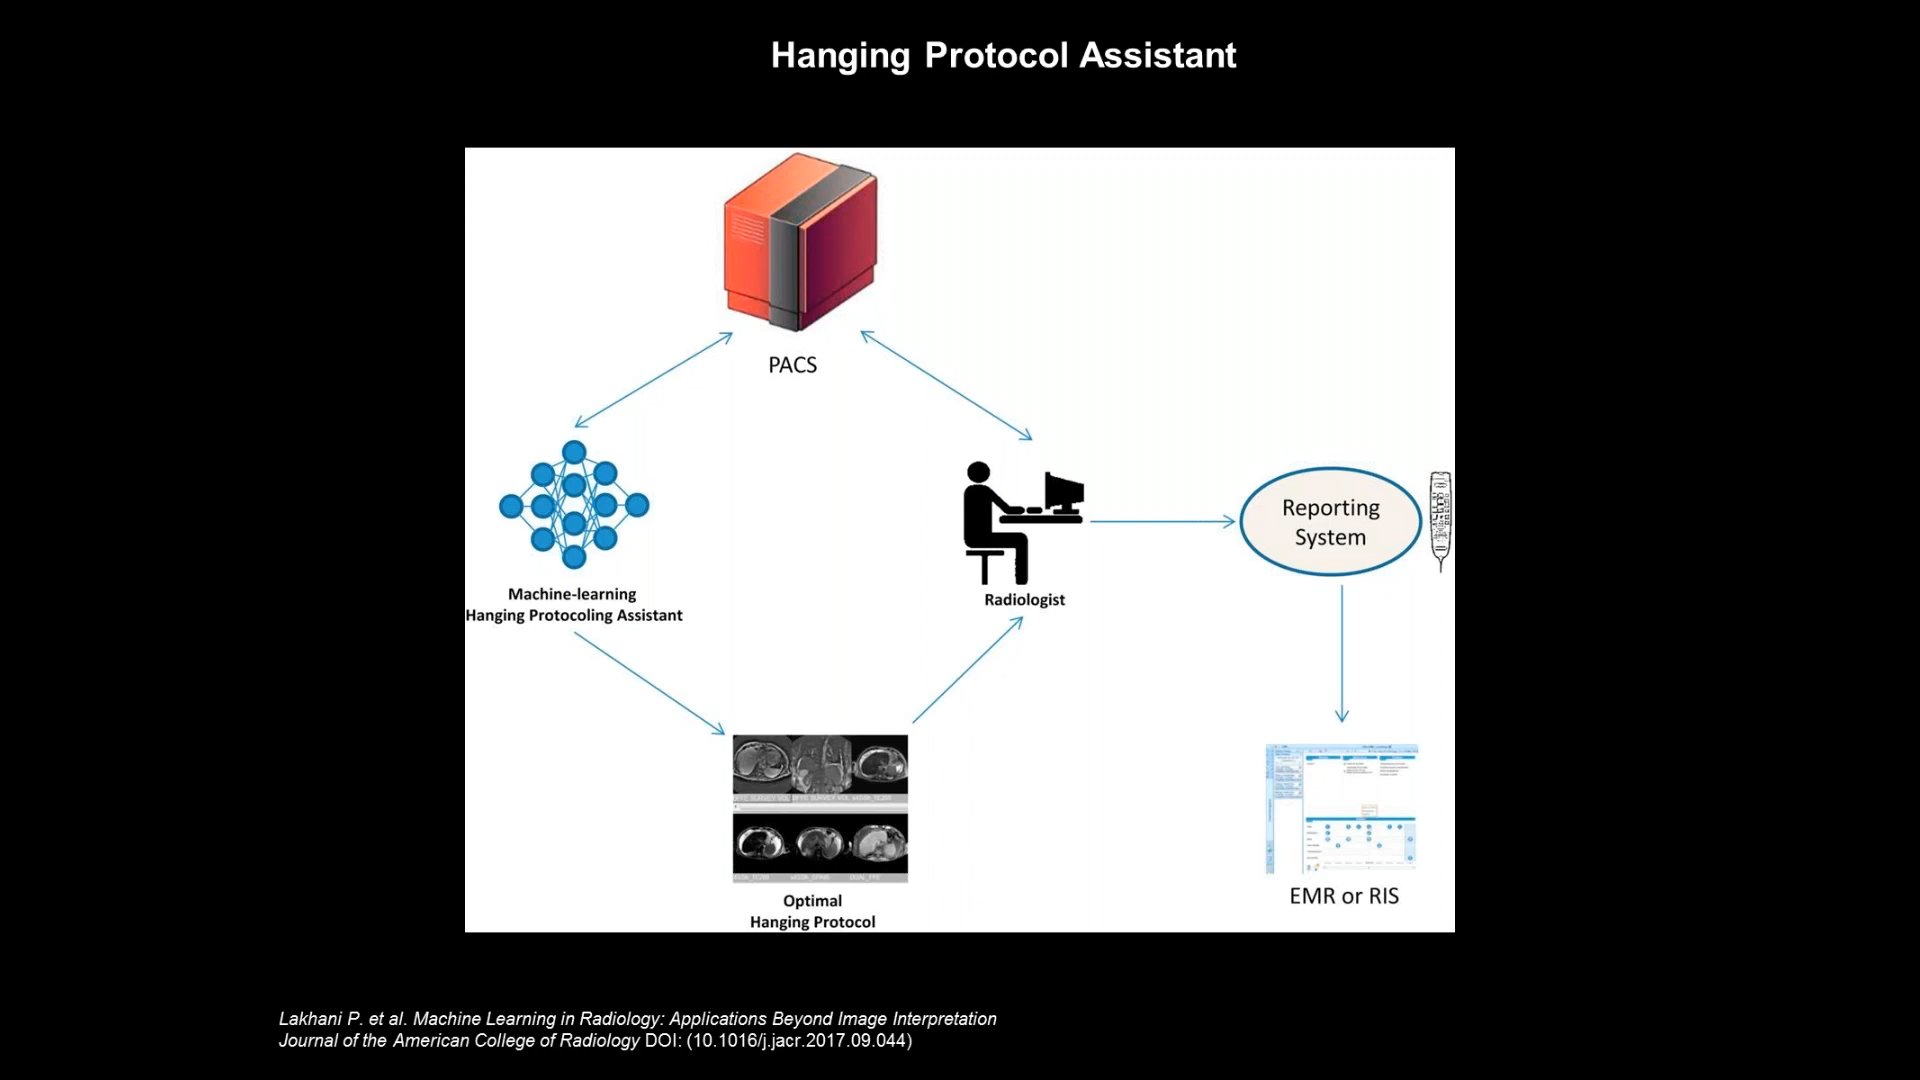 Hanging Protocol Assistant
PACS
Reporting
System
Machine-learning
Hanging Protocoling Assistant
Radiologist
Optimal
Hanging Protocol
EMR or RIS
Lakhani P. et al. Machine Learning in Radiology: Applications Beyond Image Interpretation
Journal of the American College of Radiology DOI: (10.1016/j.jacr.2017.09.044)